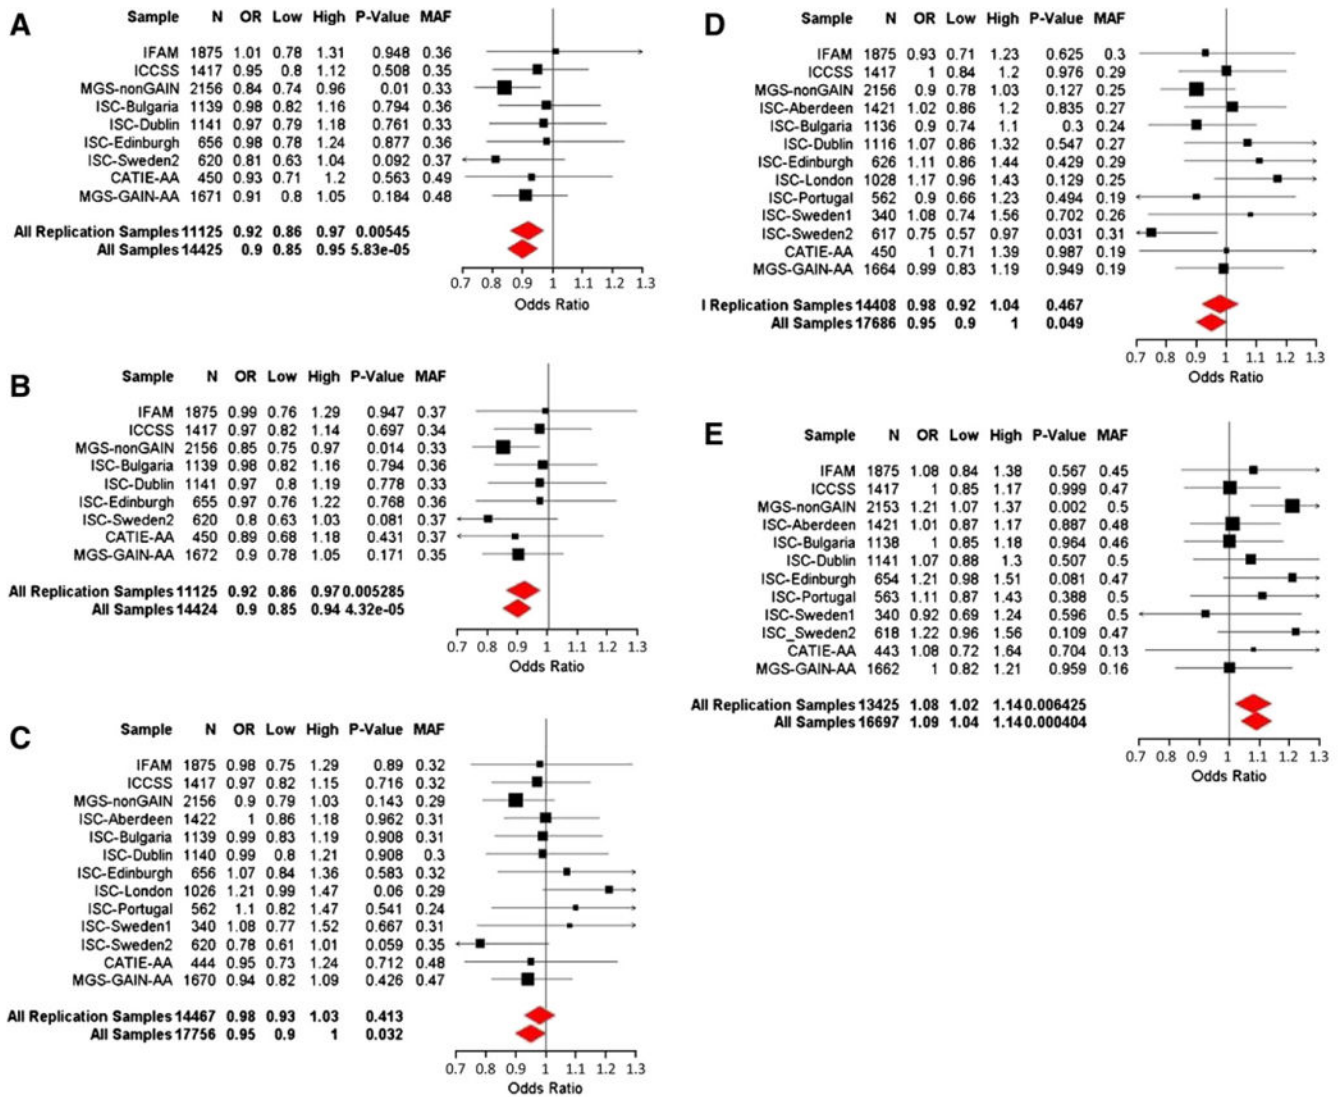 A
Sample N OR Low High P-Value MAF
IFAM 1875 1.01 0.78 1.31 0.948 0.36
ICCSS 1417 0.95 0.8 1.12 0.508 0.35
MGS-nonGAIN 2156 0.84 0.74 0.96 0.01 0.33
ISC-Bulgaria 1139 0.98 0.82 1.16 0.794 0.36
ISC-Dublin 1141 0.97 0.79 1.18 0.761 0.33
ISC-Edinburgh 656 0.98 0.78 1.24 0.877 0.36
ISC-Sweden2 620 0.81 0.63 1.04 0.092 0.37
CATIE-AA 450 0.93 0.71 1.2 0.563 0.49
MGS-GAIN-AA 1671 0.91 0.8 1.05 0.184 0.48
All Replication Samples 11125 0.92 0.86 0.97 0.00545
All Samples 14425 0.9 0.85 0.95 5.83e-05
0.7 0.8 0.9 1 1.1 1.2 1.3
Odds Ratio
B
Sample N OR Low High P-Value MAF
IFAM 1875 0.99 0.76 1.29 0.947 0.37
ICCSS 1417 0.97 0.82 1.14 0.697 0.34
MGS-nonGAIN 2156 0.85 0.75 0.97 0.014 0.33
ISC-Bulgaria 1139 0.98 0.82 1.16 0.794 0.36
ISC-Dublin 1141 0.97 0.8 1.19 0.778 0.33
ISC-Edinburgh 655 0.97 0.76 1.22 0.768 0.36
ISC-Sweden2 620 0.8 0.63 1.03 0.081 0.37
CATIE-AA 450 0.89 0.68 1.18 0.431 0.37
MGS-GAIN-AA 1672 0.9 0.78 1.05 0.171 0.35
All Replication Samples 11125 0.92 0.86 0.97 0.005285
All Samples 14424 0.9 0.85 0.94 4.32e-05
0.7 0.8 0.9 1 1.1 1.2 1.3
Odds Ratio
C
Sample N OR Low High P-Value MAF
IFAM 1875 0.98 0.75 1.29 0.89 0.32
ICCSS 1417 0.97 0.82 1.15 0.716 0.32
MGS-nonGAIN 2156 0.9 0.79 1.03 0.143 0.29
ISC-Aberdeen 1422 1 0.86 1.18 0.962 0.31
ISC-Bulgaria 1139 0.99 0.83 1.19 0.908 0.31
ISC-Dublin 1140 0.99 0.8 1.21 0.908 0.3
ISC-Edinburgh 656 1.07 0.84 1.36 0.583 0.32
ISC-London 1026 1.21 0.99 1.47 0.06 0.29
ISC-Portugal 562 1.1 0.82 1.47 0.541 0.24
ISC-Sweden1 340 1.08 0.77 1.52 0.667 0.31
ISC-Sweden2 620 0.78 0.61 1.01 0.059 0.35
CATIE-AA 444 0.95 0.73 1.24 0.712 0.48
MGS-GAIN-AA 1670 0.94 0.82 1.09 0.426 0.47
All Replication Samples 14467 0.98 0.93 1.03 0.413
All Samples 17756 0.95 0.9 1 0.032
0.7 0.8 0.9 1 1.1 1.2 1.3
Odds Ratio
D
Sample N OR Low High P-Value MAF
IFAM 1875 0.93 0.71 1.23 0.625 0.3
ICCSS 1417 1 0.84 1.2 0.976 0.29
MGS-nonGAIN 2156 0.9 0.78 1.03 0.127 0.25
ISC-Aberdeen 1421 1.02 0.86 1.2 0.835 0.27
ISC-Bulgaria 1136 0.9 0.74 1.1 0.3 0.24
ISC-Dublin 1116 1.07 0.86 1.32 0.547 0.27
ISC-Edinburgh 626 1.11 0.86 1.44 0.429 0.29
ISC-London 1028 1.17 0.96 1.43 0.129 0.25
ISC-Portugal 562 0.9 0.66 1.23 0.494 0.19
ISC-Sweden1 340 1.08 0.74 1.56 0.702 0.26
ISC-Sweden2 617 0.75 0.57 0.97 0.031 0.31
CATIE-AA 450 1 0.71 1.39 0.987 0.19
MGS-GAIN-AA 1664 0.99 0.83 1.19 0.949 0.19
l Replication Samples 14408 0.98 0.92 1.04 0.467
All Samples 17686 0.95 0.9 1 0.049
0.7 0.8 0.9 1 1.1 1.2 1.3
Odds Ratio
E
Sample N OR Low High P-Value MAF
IFAM 1875 1.08 0.84 1.38 0.567 0.45
ICCSS 1417 1 0.85 1.17 0.999 0.47
MGS-nonGAIN 2153 1.21 1.07 1.37 0.002 0.5
ISC-Aberdeen 1421 1.01 0.87 1.17 0.887 0.48
ISC-Bulgaria 1138 1 0.85 1.18 0.964 0.46
ISC-Dublin 1141 1.07 0.88 1.3 0.507 0.5
ISC-Edinburgh 654 1.21 0.98 1.51 0.081 0.47
ISC-Portugal 563 1.11 0.87 1.43 0.388 0.5
ISC-Sweden1 340 0.92 0.69 1.24 0.596 0.5
ISC_Sweden2 618 1.22 0.96 1.56 0.109 0.47
CATIE-AA 443 1.08 0.72 1.64 0.704 0.13
MGS-GAIN-AA 1662 1 0.82 1.21 0.959 0.16
All Replication Samples 13425 1.08 1.02 1.14 0.006425
All Samples 16697 1.09 1.04 1.14 0.000404
0.7 0.8 0.9 1 1.1 1.2 1.3
Odds Ratio